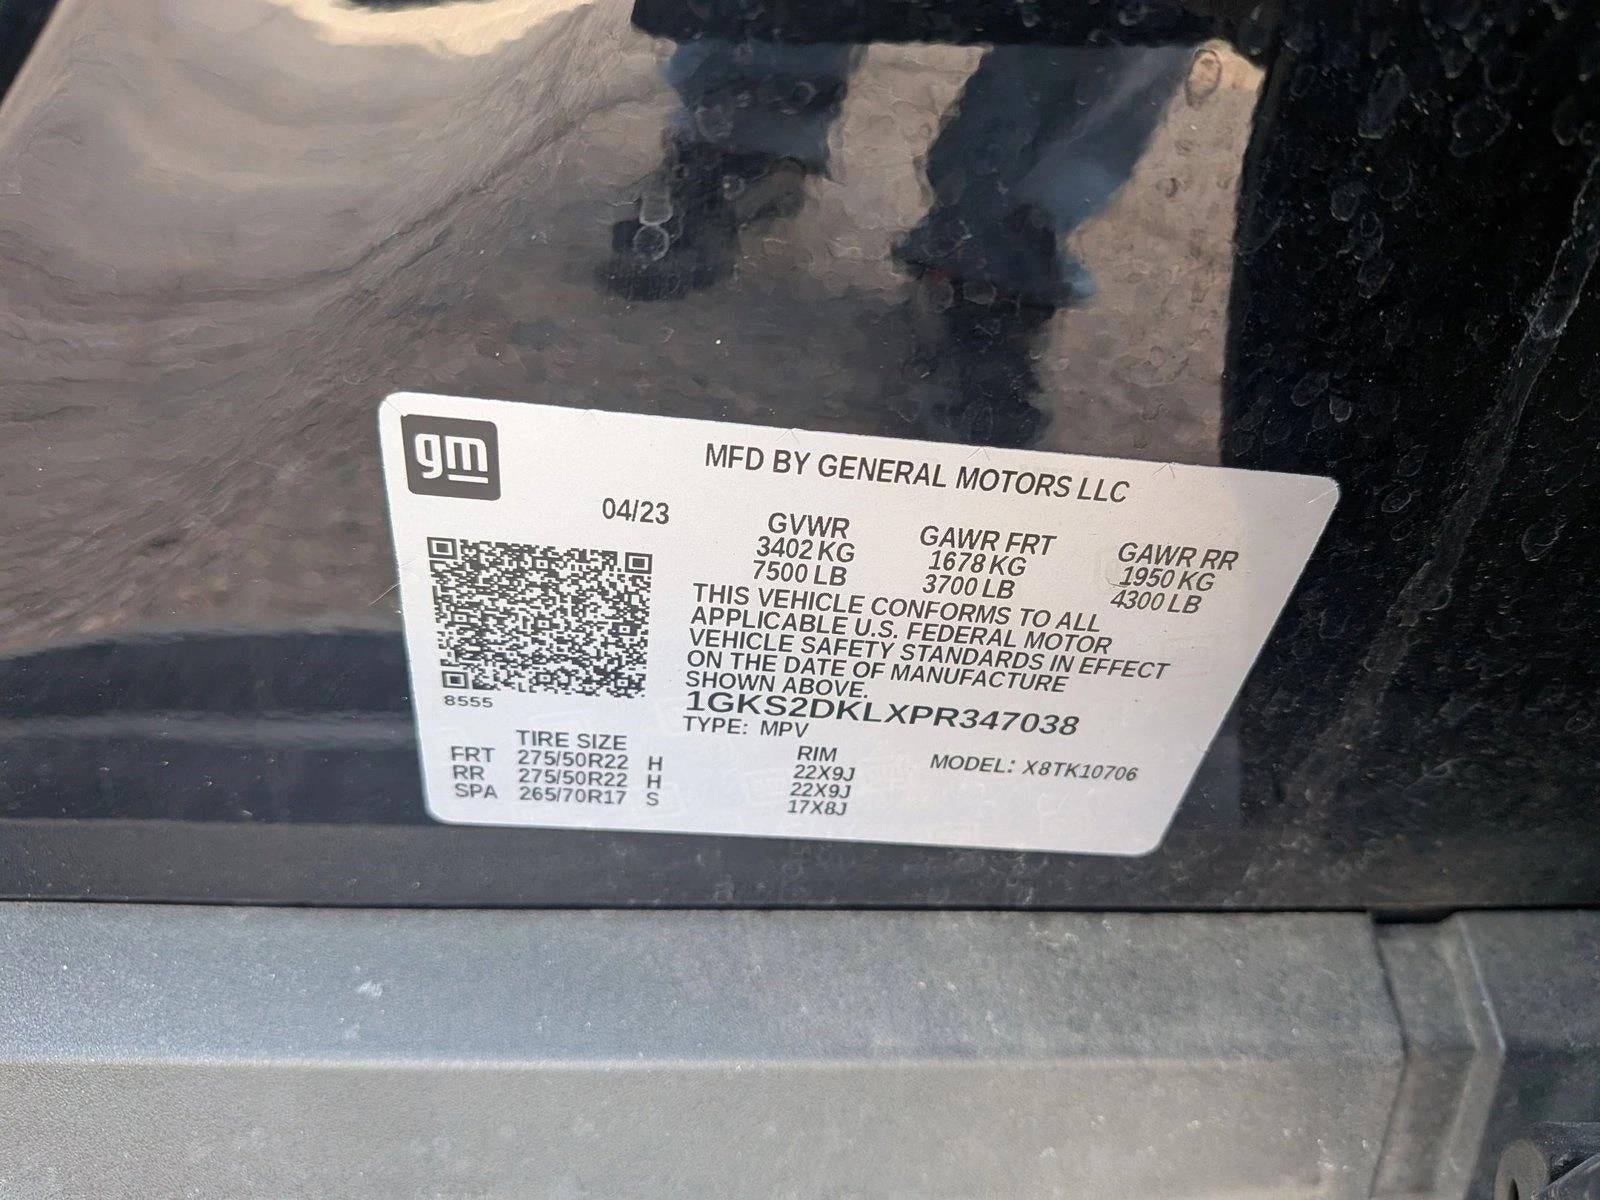 gm
MFD BY GENERAL MOTORS LLC
04/23
GVWR GAWR FRT GAWR RR
3402 KG 1678 KG 1950 KG
7500 LB 3700 LB 4300 LB
THIS VEHICLE CONFORMS TO ALL
APPLICABLE U.S. FEDERAL MOTOR
VEHICLE SAFETY STANDARDS IN EFFECT
ON THE DATE OF MANUFACTURE
SHOWN ABOVE.
8555
1GKS2DKLXPR347038
TYPE: MPV
TIRE SIZE RIM MODEL: X8TK10706
FRT 275/50R22 H 22X9J
RR 275/50R22 H 22X9J
SPA 265/70R17 S 17X8J